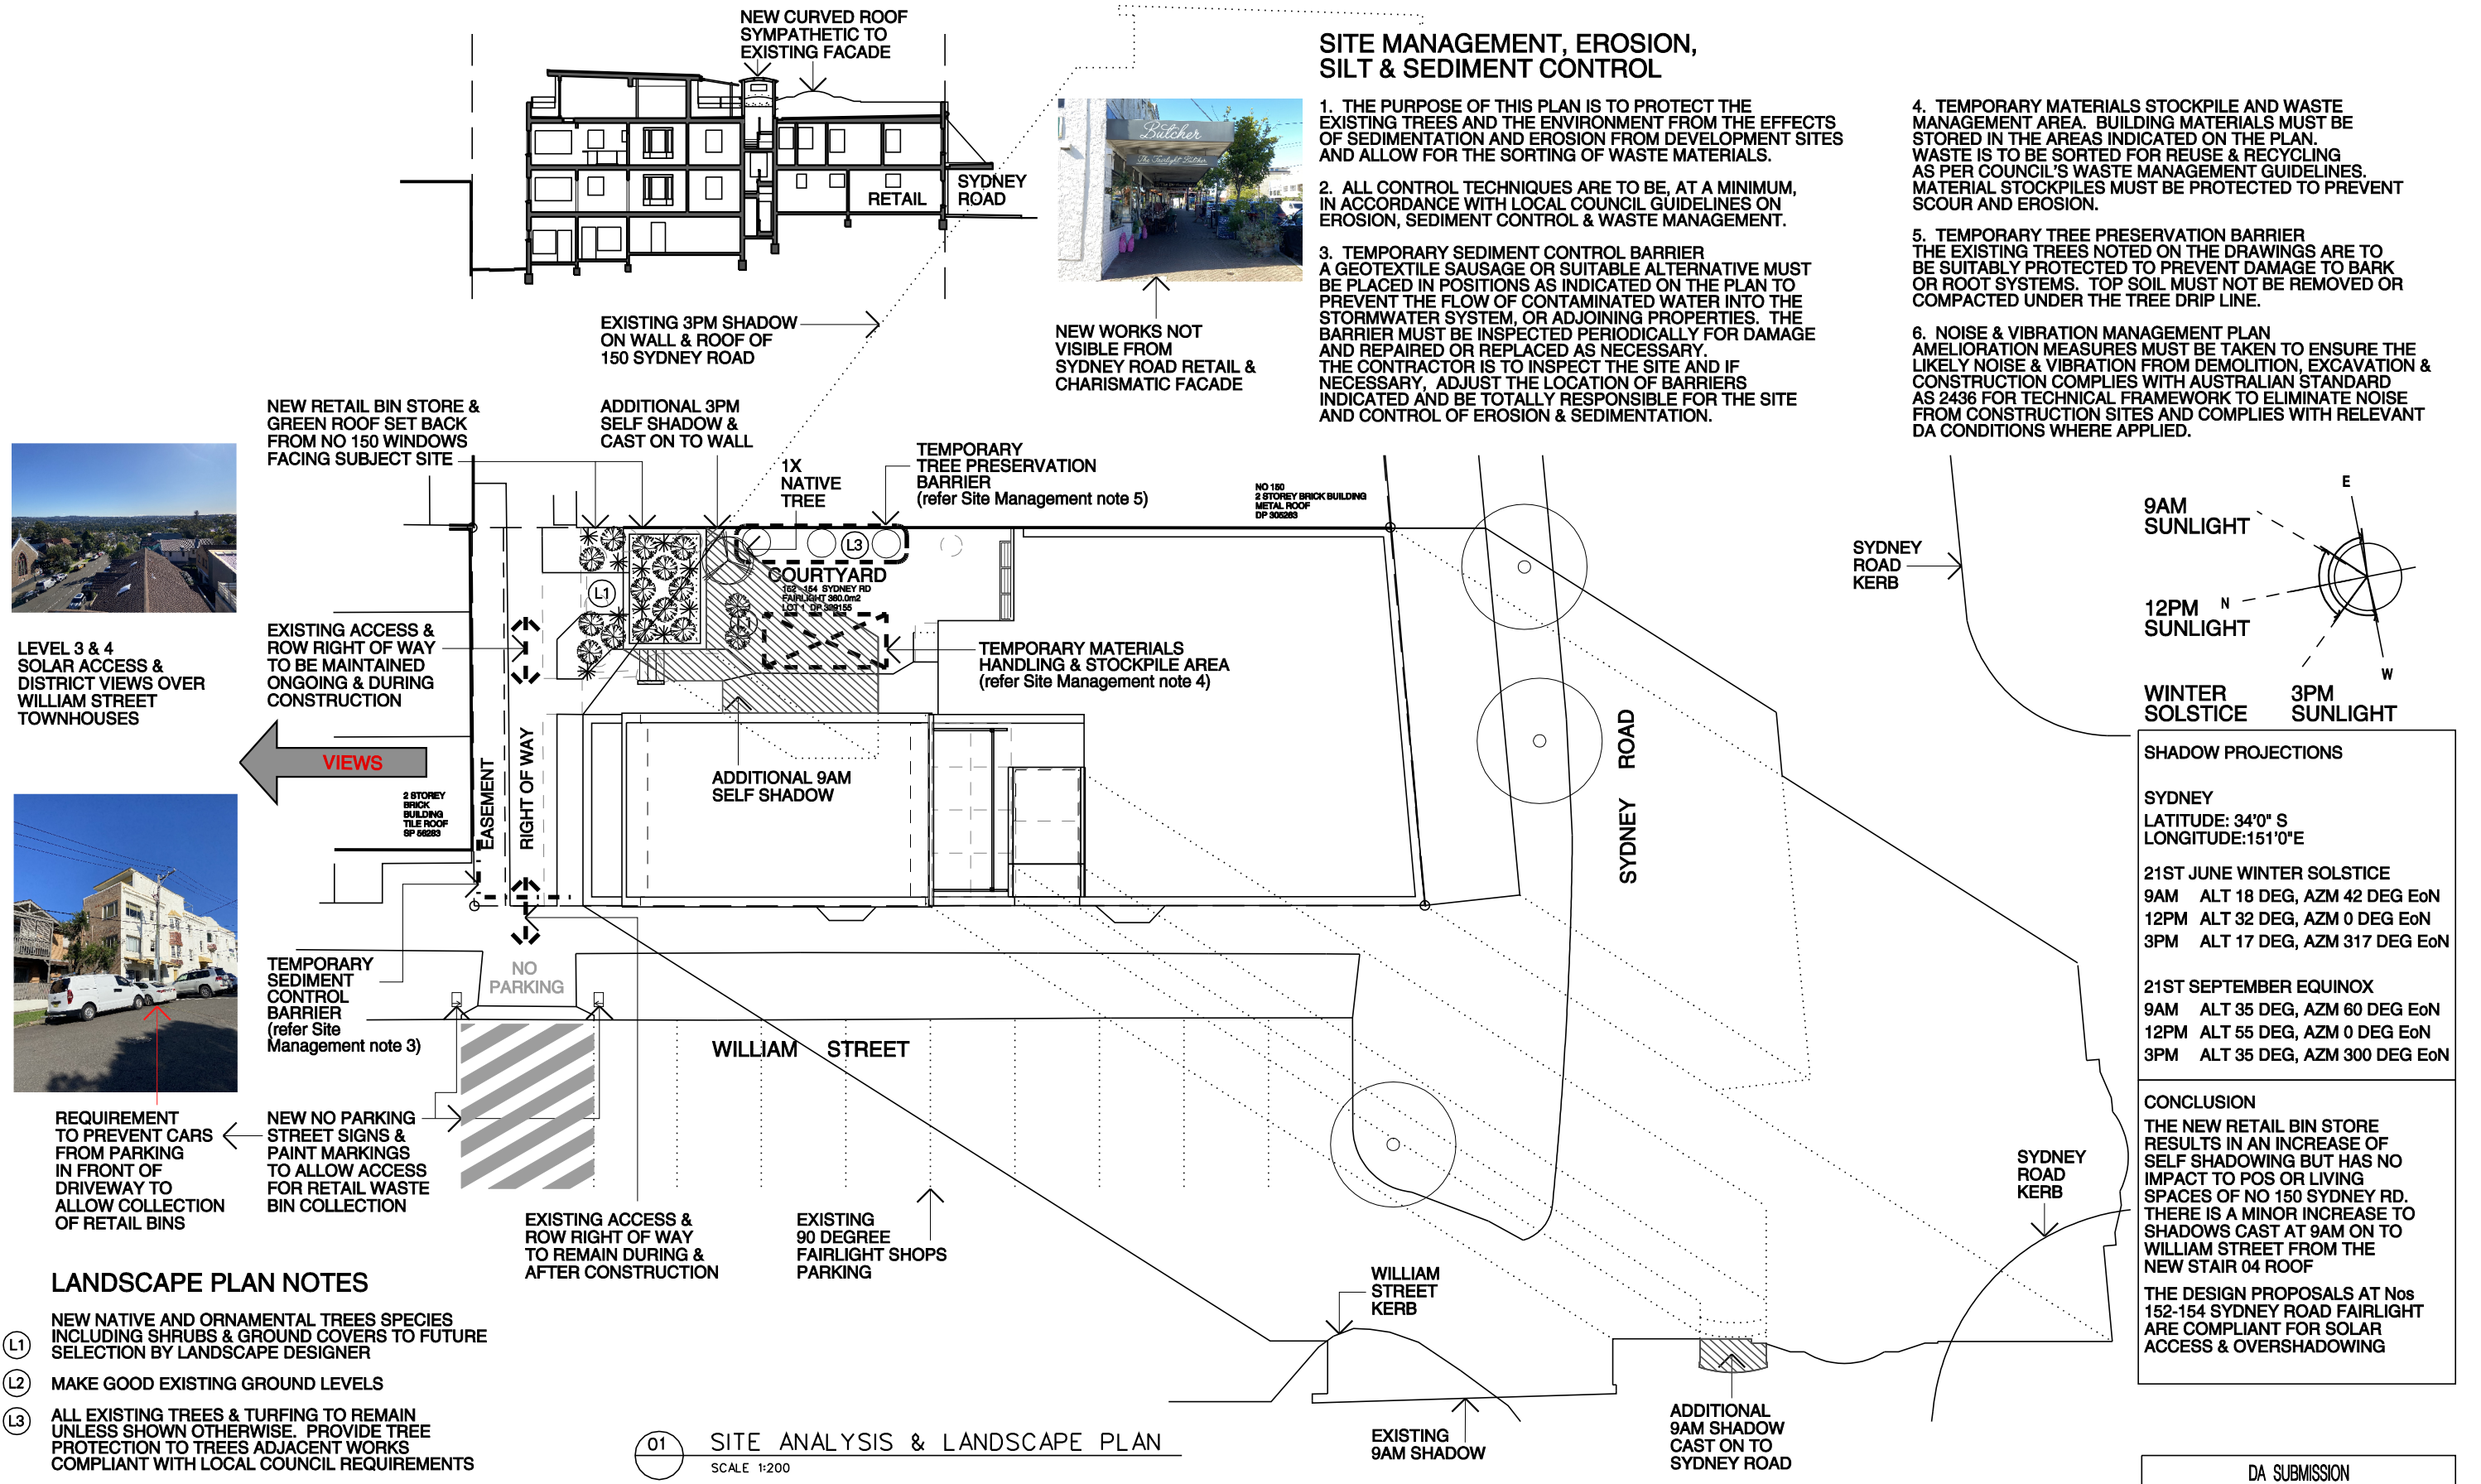 NEW CURVED ROOF
SYMPATHETIC TO
EXISTING FACADE
RETAIL
SYDNEY
ROAD
EXISTING 3PM SHADOW
ON WALL & ROOF OF
150 SYDNEY ROAD
Butcher
The Fairlight Butcher
NEW WORKS NOT
VISIBLE FROM
SYDNEY ROAD RETAIL &
CHARISMATIC FACADE
SITE MANAGEMENT, EROSION,
SILT & SEDIMENT CONTROL
1. THE PURPOSE OF THIS PLAN IS TO PROTECT THE
EXISTING TREES AND THE ENVIRONMENT FROM THE EFFECTS
OF SEDIMENTATION AND EROSION FROM DEVELOPMENT SITES
AND ALLOW FOR THE SORTING OF WASTE MATERIALS.
2. ALL CONTROL TECHNIQUES ARE TO BE, AT A MINIMUM,
IN ACCORDANCE WITH LOCAL COUNCIL GUIDELINES ON
EROSION, SEDIMENT CONTROL & WASTE MANAGEMENT.
3. TEMPORARY SEDIMENT CONTROL BARRIER
A GEOTEXTILE SAUSAGE OR SUITABLE ALTERNATIVE MUST
BE PLACED IN POSITIONS AS INDICATED ON THE PLAN TO
PREVENT THE FLOW OF CONTAMINATED WATER INTO THE
STORMWATER SYSTEM, OR ADJOINING PROPERTIES. THE
BARRIER MUST BE INSPECTED PERIODICALLY FOR DAMAGE
AND REPAIRED OR REPLACED AS NECESSARY.
THE CONTRACTOR IS TO INSPECT THE SITE AND IF
NECESSARY, ADJUST THE LOCATION OF BARRIERS
INDICATED AND BE TOTALLY RESPONSIBLE FOR THE SITE
AND CONTROL OF EROSION & SEDIMENTATION.
4. TEMPORARY MATERIALS STOCKPILE AND WASTE
MANAGEMENT AREA. BUILDING MATERIALS MUST BE
STORED IN THE AREAS INDICATED ON THE PLAN.
WASTE IS TO BE SORTED FOR REUSE & RECYCLING
AS PER COUNCIL'S WASTE MANAGEMENT GUIDELINES.
MATERIAL STOCKPILES MUST BE PROTECTED TO PREVENT
SCOUR AND EROSION.
5. TEMPORARY TREE PRESERVATION BARRIER
THE EXISTING TREES NOTED ON THE DRAWINGS ARE TO
BE SUITABLY PROTECTED TO PREVENT DAMAGE TO BARK
OR ROOT SYSTEMS. TOP SOIL MUST NOT BE REMOVED OR
COMPACTED UNDER THE TREE DRIP LINE.
6. NOISE & VIBRATION MANAGEMENT PLAN
AMELIORATION MEASURES MUST BE TAKEN TO ENSURE THE
LIKELY NOISE & VIBRATION FROM DEMOLITION, EXCAVATION &
CONSTRUCTION COMPLIES WITH AUSTRALIAN STANDARD
AS 2436 FOR TECHNICAL FRAMEWORK TO ELIMINATE NOISE
FROM CONSTRUCTION SITES AND COMPLIES WITH RELEVANT
DA CONDITIONS WHERE APPLIED.
NEW RETAIL BIN STORE &
GREEN ROOF SET BACK
FROM NO 150 WINDOWS
FACING SUBJECT SITE
ADDITIONAL 3PM
SELF SHADOW &
CAST ON TO WALL
1X
NATIVE
TREE
TEMPORARY
TREE PRESERVATION
BARRIER
(refer Site Management note 5)
NO 150
2 STOREY BRICK BUILDING
METAL ROOF
DP 305263
L3
COURTYARD
152-154 SYDNEY RD
FAIRLIGHT 360.0m2
LOT 1 DP 329155
L1
L1
LEVEL 3 & 4
SOLAR ACCESS &
DISTRICT VIEWS OVER
WILLIAM STREET
TOWNHOUSES
EXISTING ACCESS &
ROW RIGHT OF WAY
TO BE MAINTAINED
ONGOING & DURING
CONSTRUCTION
TEMPORARY MATERIALS
HANDLING & STOCKPILE AREA
(refer Site Management note 4)
VIEWS
2 STOREY
BRICK
BUILDING
TILE ROOF
SP 56283
EASEMENT
RIGHT OF WAY
ADDITIONAL 9AM
SELF SHADOW
SYDNEY ROAD
SYDNEY
ROAD
KERB
E
9AM
SUNLIGHT
12PM
SUNLIGHT
N
W
WINTER
SOLSTICE
3PM
SUNLIGHT
SHADOW PROJECTIONS
SYDNEY
LATITUDE: 34'0" S
LONGITUDE:151'0"E
21ST JUNE WINTER SOLSTICE
9AM ALT 18 DEG, AZM 42 DEG EoN
12PM ALT 32 DEG, AZM 0 DEG EoN
3PM ALT 17 DEG, AZM 317 DEG EoN
21ST SEPTEMBER EQUINOX
9AM ALT 35 DEG, AZM 60 DEG EoN
12PM ALT 55 DEG, AZM 0 DEG EoN
3PM ALT 35 DEG, AZM 300 DEG EoN
CONCLUSION
THE NEW RETAIL BIN STORE
RESULTS IN AN INCREASE OF
SELF SHADOWING BUT HAS NO
IMPACT TO POS OR LIVING
SPACES OF NO 150 SYDNEY RD.
THERE IS A MINOR INCREASE TO
SHADOWS CAST AT 9AM ON TO
WILLIAM STREET FROM THE
NEW STAIR 04 ROOF
THE DESIGN PROPOSALS AT Nos
152-154 SYDNEY ROAD FAIRLIGHT
ARE COMPLIANT FOR SOLAR
ACCESS & OVERSHADOWING
TEMPORARY
SEDIMENT
CONTROL
BARRIER
(refer Site
Management note 3)
NO
PARKING
WILLIAM STREET
REQUIREMENT
TO PREVENT CARS
FROM PARKING
IN FRONT OF
DRIVEWAY TO
ALLOW COLLECTION
OF RETAIL BINS
NEW NO PARKING
STREET SIGNS &
PAINT MARKINGS
TO ALLOW ACCESS
FOR RETAIL WASTE
BIN COLLECTION
EXISTING ACCESS &
ROW RIGHT OF WAY
TO REMAIN DURING &
AFTER CONSTRUCTION
EXISTING
90 DEGREE
FAIRLIGHT SHOPS
PARKING
WILLIAM
STREET
KERB
SYDNEY
ROAD
KERB
EXISTING
9AM SHADOW
ADDITIONAL
9AM SHADOW
CAST ON TO
SYDNEY ROAD
LANDSCAPE PLAN NOTES
L1
NEW NATIVE AND ORNAMENTAL TREES SPECIES
INCLUDING SHRUBS & GROUND COVERS TO FUTURE
SELECTION BY LANDSCAPE DESIGNER
L2
MAKE GOOD EXISTING GROUND LEVELS
L3
ALL EXISTING TREES & TURFING TO REMAIN
UNLESS SHOWN OTHERWISE. PROVIDE TREE
PROTECTION TO TREES ADJACENT WORKS
COMPLIANT WITH LOCAL COUNCIL REQUIREMENTS
01
SITE ANALYSIS & LANDSCAPE PLAN
SCALE 1:200
DA SUBMISSION